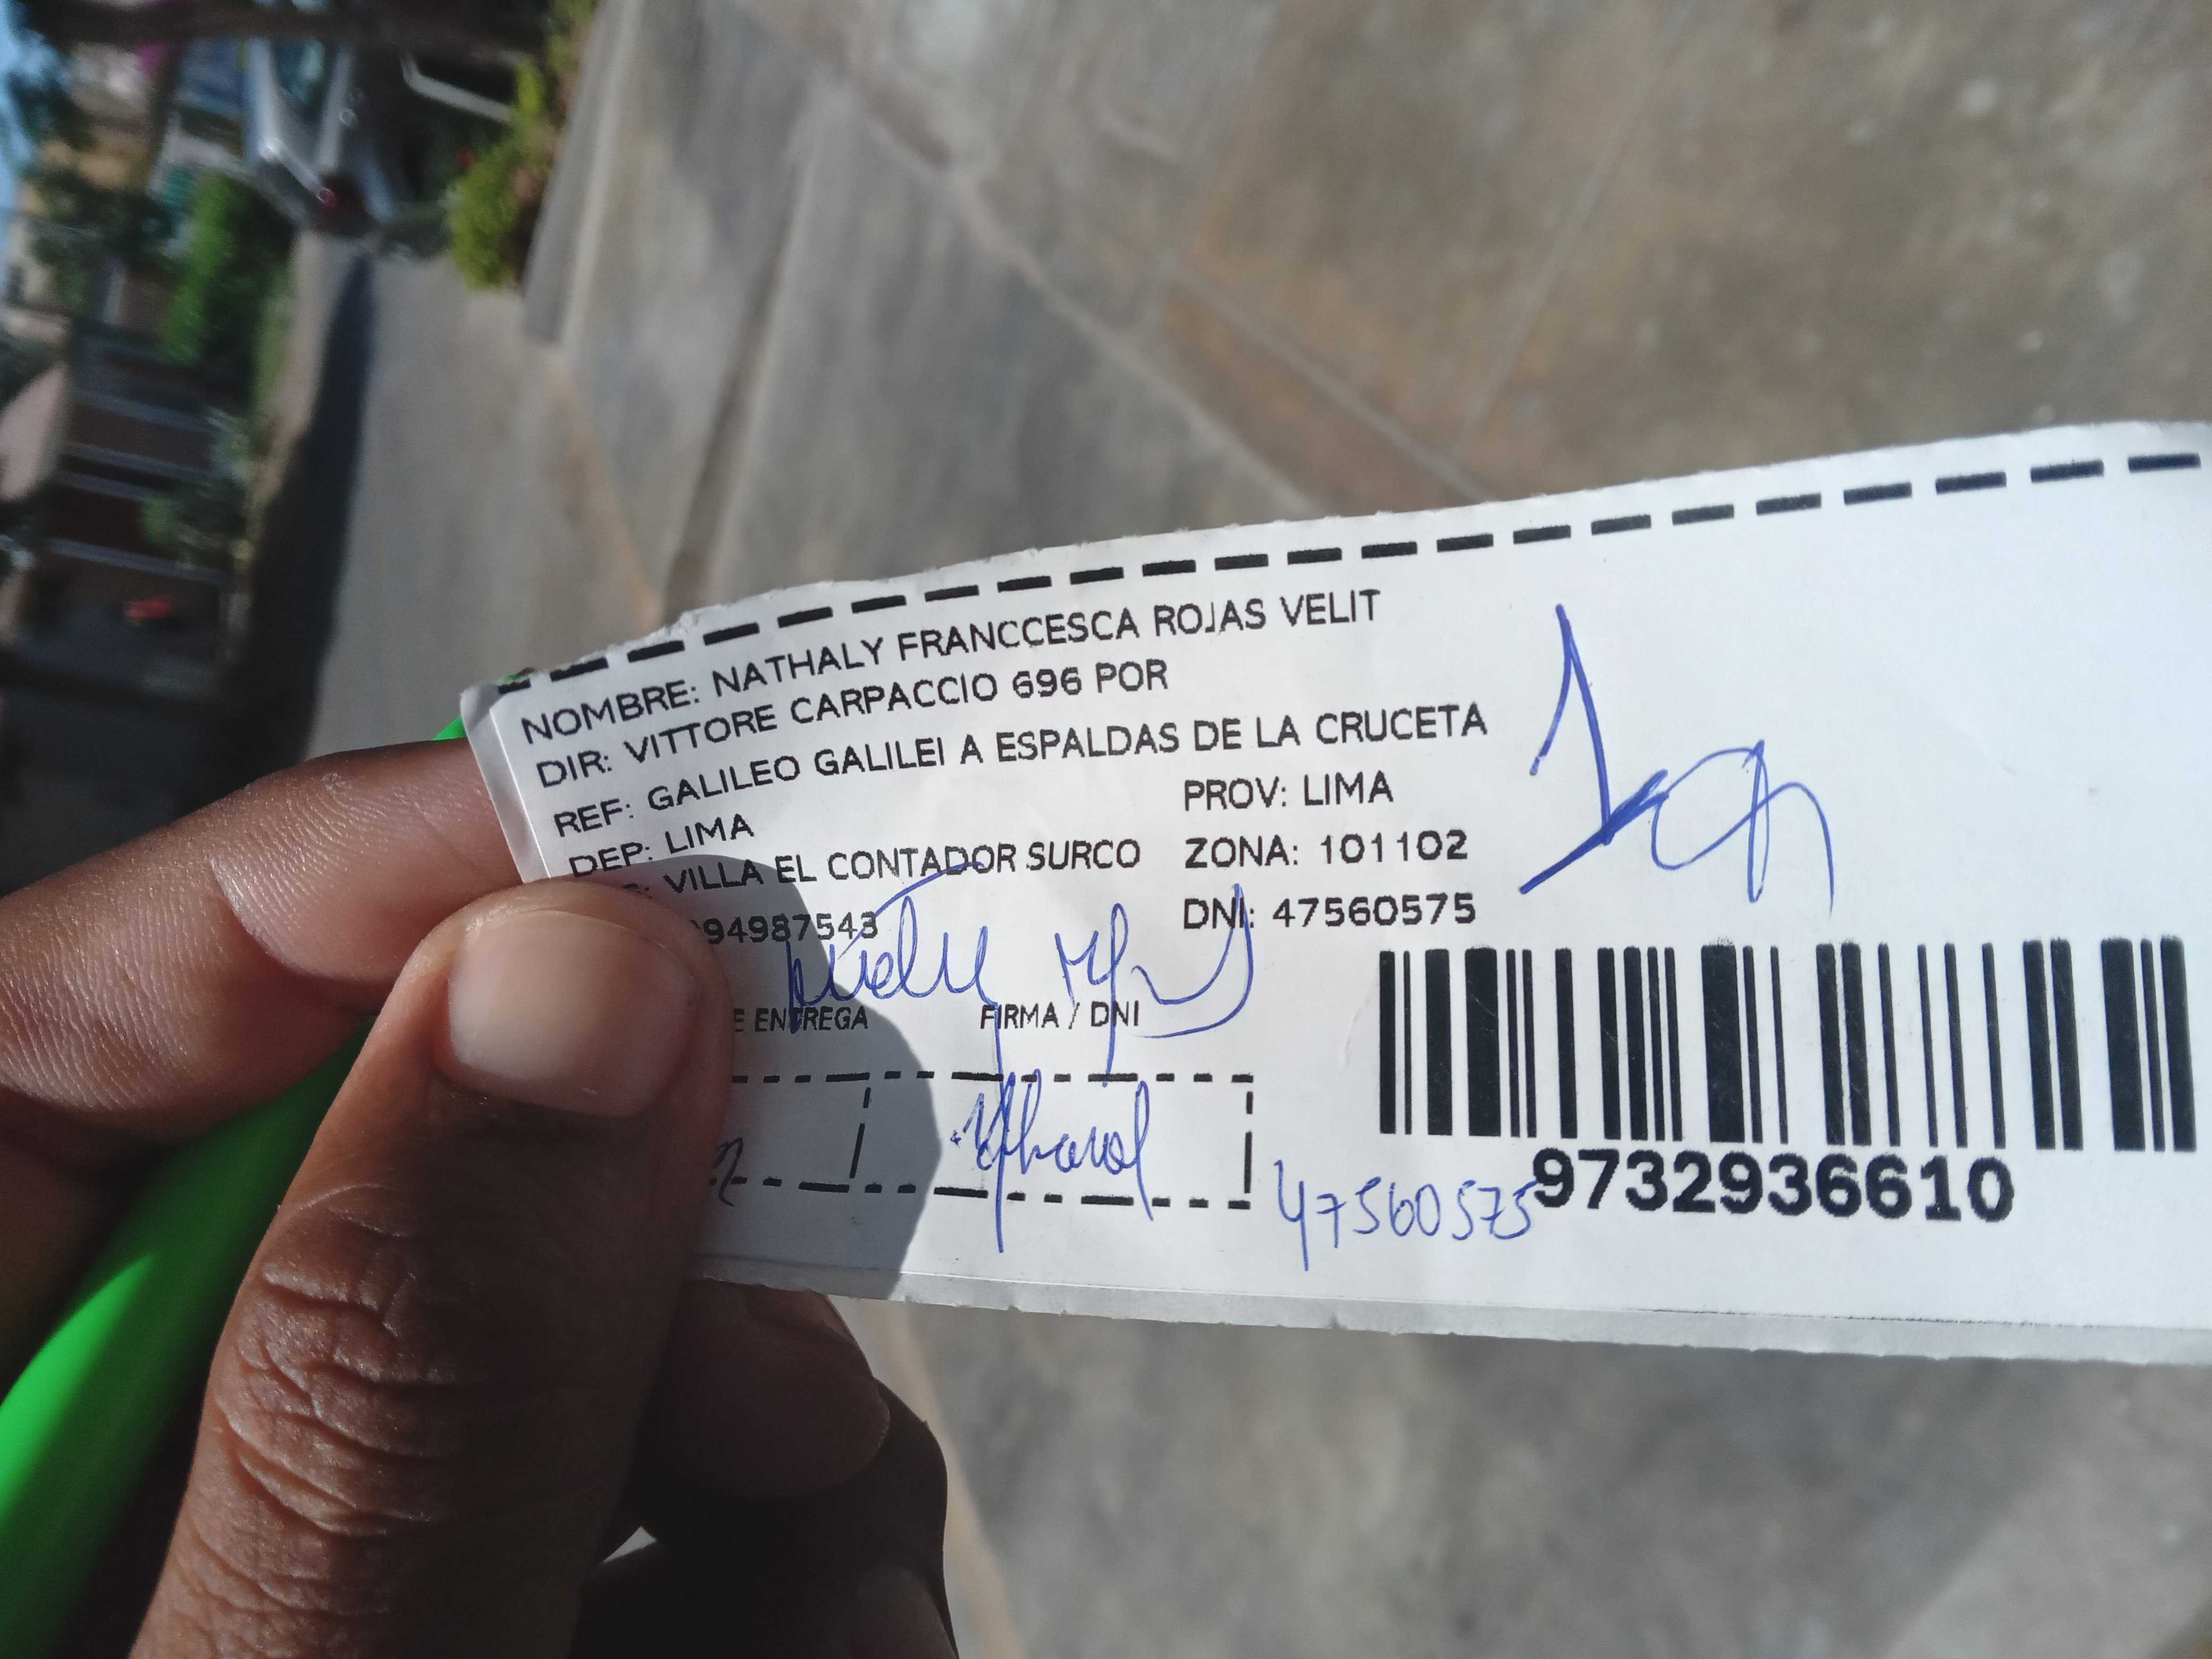 NOMBRE: NATHALY FRANCCESCA ROJAS VELIT
DIR: VITTORE CARPACCIO 696 POR
REF: GALILEO GALILEI A ESPALDAS DE LA CRUCETA
DEP: LIMA PROV: LIMA
VILLA EL CONTADOR SURCO ZONA: 101102
94987543 DNI: 47560575
ENTREGA FIRMA / DNI
47560575
9732936610